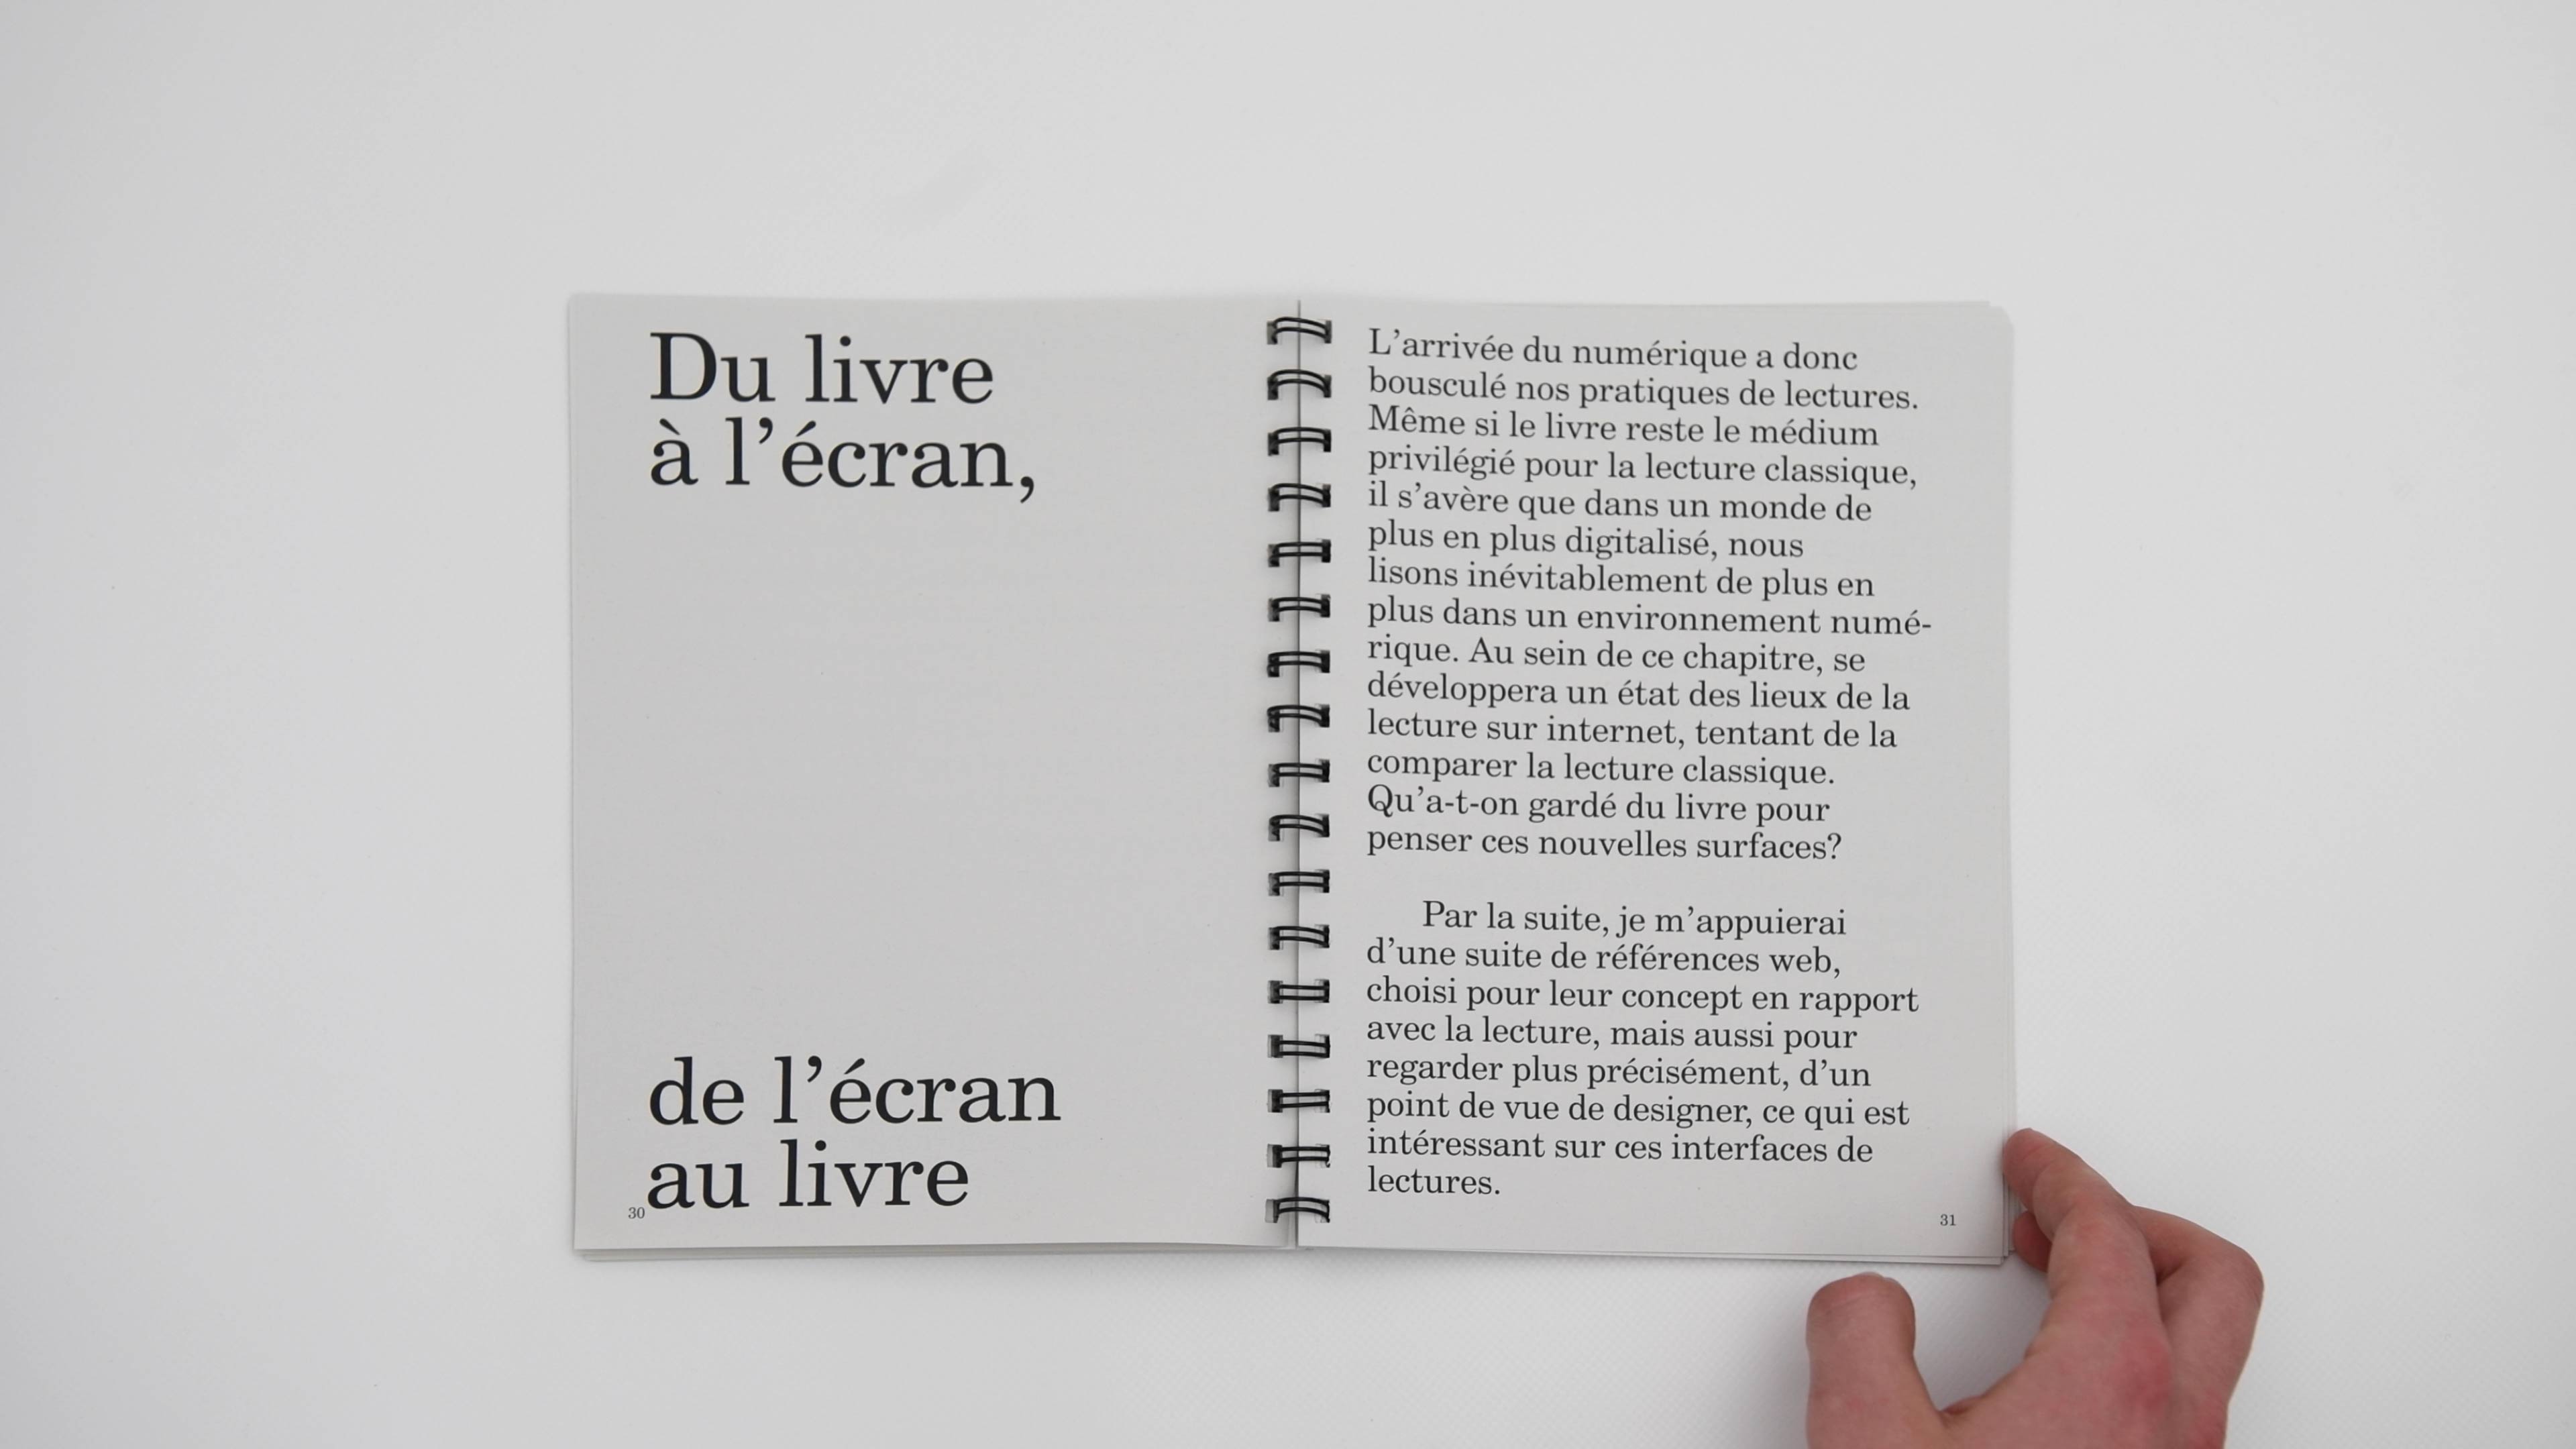 Du livre
à l’écran,
de l’écran
au livre
30
L’arrivée du numérique a donc
bousculé nos pratiques de lectures.
Même si le livre reste le médium
privilégié pour la lecture classique,
il s’avère que dans un monde de
plus en plus digitalisé, nous
lisons inévitablement de plus en
plus dans un environnement numé-
rique. Au sein de ce chapitre, se
développera un état des lieux de la
lecture sur internet, tentant de la
comparer la lecture classique.
Qu’a-t-on gardé du livre pour
penser ces nouvelles surfaces?
Par la suite, je m’appuierai
d’une suite de références web,
choisi pour leur concept en rapport
avec la lecture, mais aussi pour
regarder plus précisément, d’un
point de vue de designer, ce qui est
intéressant sur ces interfaces de
lectures.
31